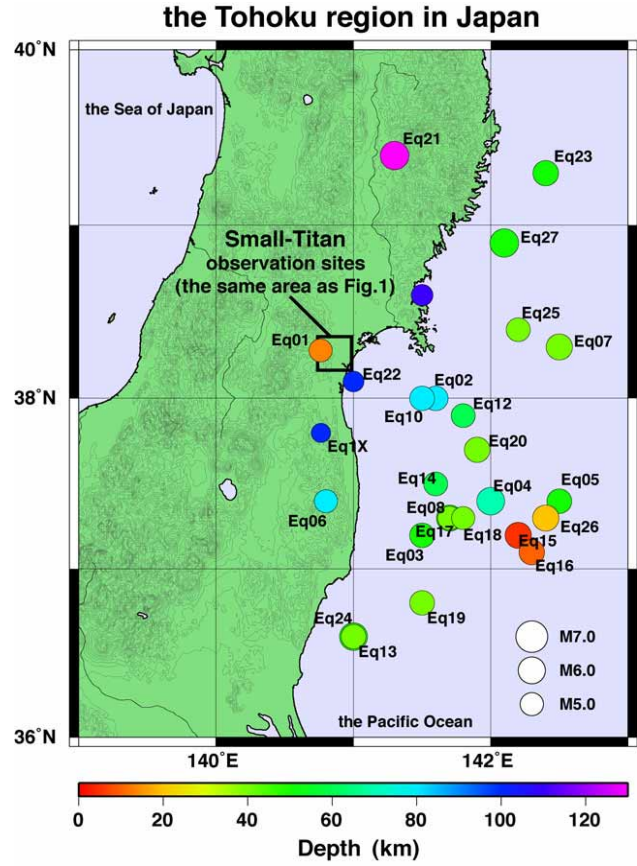 the Tohoku region in Japan
40˚N
the Sea of Japan
Eq21
Eq23
Small-Titan
observation sites
(the same area as Fig.1)
Eq27
Eq25
Eq07
Eq01
38˚N
Eq22
Eq02
Eq10
Eq12
Eq1X
Eq20
Eq14
Eq04
Eq05
Eq06
Eq08
Eq17
Eq18
Eq15
Eq26
Eq03
Eq16
Eq24
Eq19
Eq13
M7.0
M6.0
M5.0
the Pacific Ocean
36˚N
140˚E
142˚E
0
20
40
60
80
100
120
Depth (km)